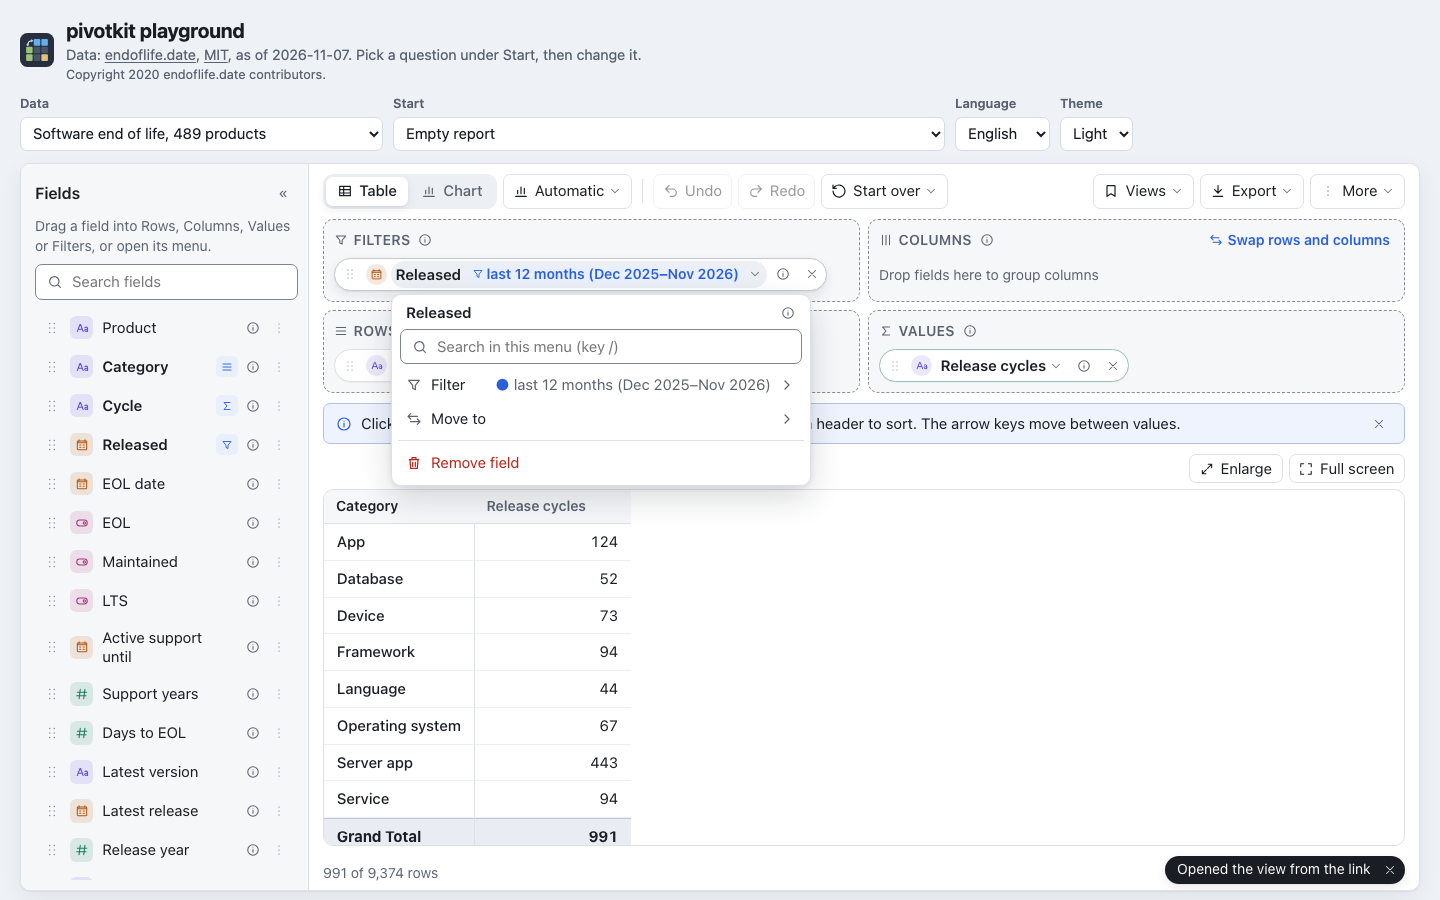 pivotkit playground
Data: endoflife.date, MIT, as of 2026-11-07. Pick a question under Start, then change it.
Copyright 2020 endoflife.date contributors.
Data
Start
Language
Theme
Software end of life, 489 products
Empty report
English
Light
Fields
«
Drag a field into Rows, Columns, Values
or Filters, or open its menu.
Search fields
Aa Product
Aa Category
Aa Cycle
Released
EOL date
EOL
Maintained
LTS
Active support
until
# Support years
# Days to EOL
Aa Latest version
Latest release
# Release year
Table
Chart
Automatic
Undo
Redo
Start over
Views
Export
More
FILTERS
Released last 12 months (Dec 2025–Nov 2026)
COLUMNS
Swap rows and columns
Drop fields here to group columns
ROWS
Aa
VALUES
Aa Release cycles
Released
Search in this menu (key /)
Filter last 12 months (Dec 2025–Nov 2026)
Move to
Remove field
Click
header to sort. The arrow keys move between values.
Enlarge
Full screen
Category Release cycles
App 124
Database 52
Device 73
Framework 94
Language 44
Operating system 67
Server app 443
Service 94
Grand Total 991
991 of 9,374 rows
Opened the view from the link